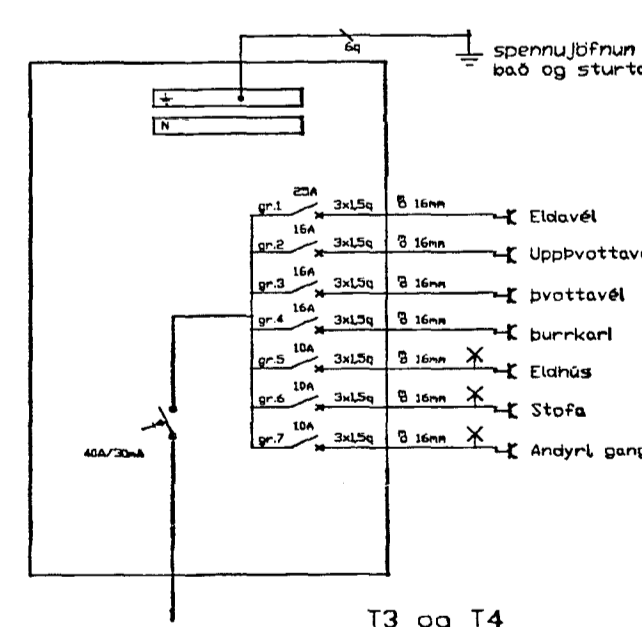 6q
spennujöfnun
bað og sturta
N
gr.1 25A 3x1,5q 16mm Eldavél
gr.2 16A 3x1,5q 16mm Uppþvottavé
gr.3 16A 3x1,5q 16mm þvottavél
gr.4 16A 3x1,5q 16mm þurrkari
gr.5 10A 3x1,5q 16mm Eldhús
gr.6 10A 3x1,5q 16mm Stofa
gr.7 10A 3x1,5q 16mm Andyri gang
40A/30mA
T3 og T4